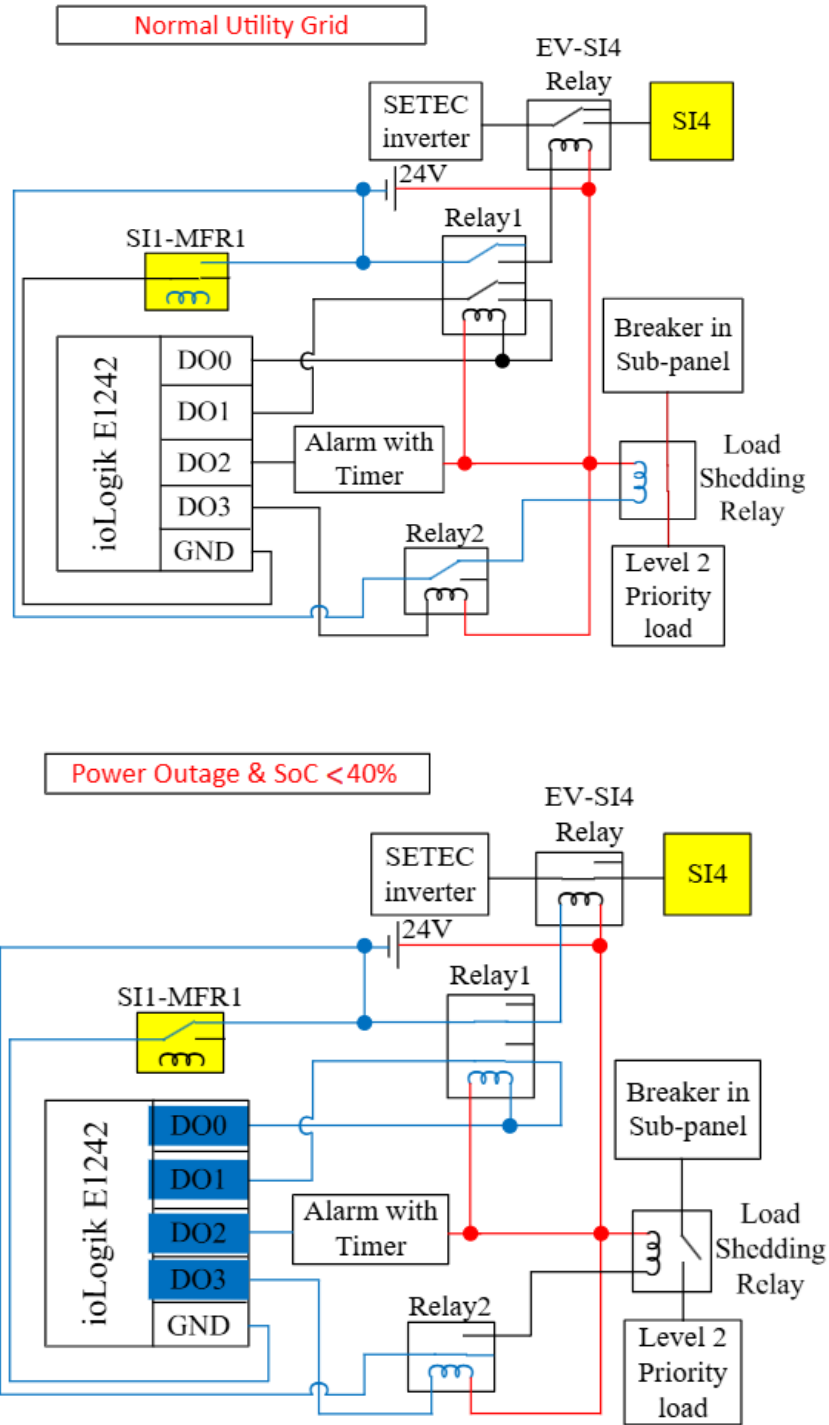 Normal Utility Grid
EV-SI4
Relay
SETEC
inverter
SI4
24V
Relay1
SI1-MFR1
Breaker in
Sub-panel
ioLogik E1242
DO0
DO1
DO2
DO3
GND
Alarm with
Timer
Load
Shedding
Relay
Relay2
Level 2
Priority
load
Power Outage & SoC <40%
EV-SI4
Relay
SETEC
inverter
SI4
24V
Relay1
SI1-MFR1
Breaker in
Sub-panel
ioLogik E1242
DO0
DO1
DO2
DO3
GND
Alarm with
Timer
Load
Shedding
Relay
Relay2
Level 2
Priority
load